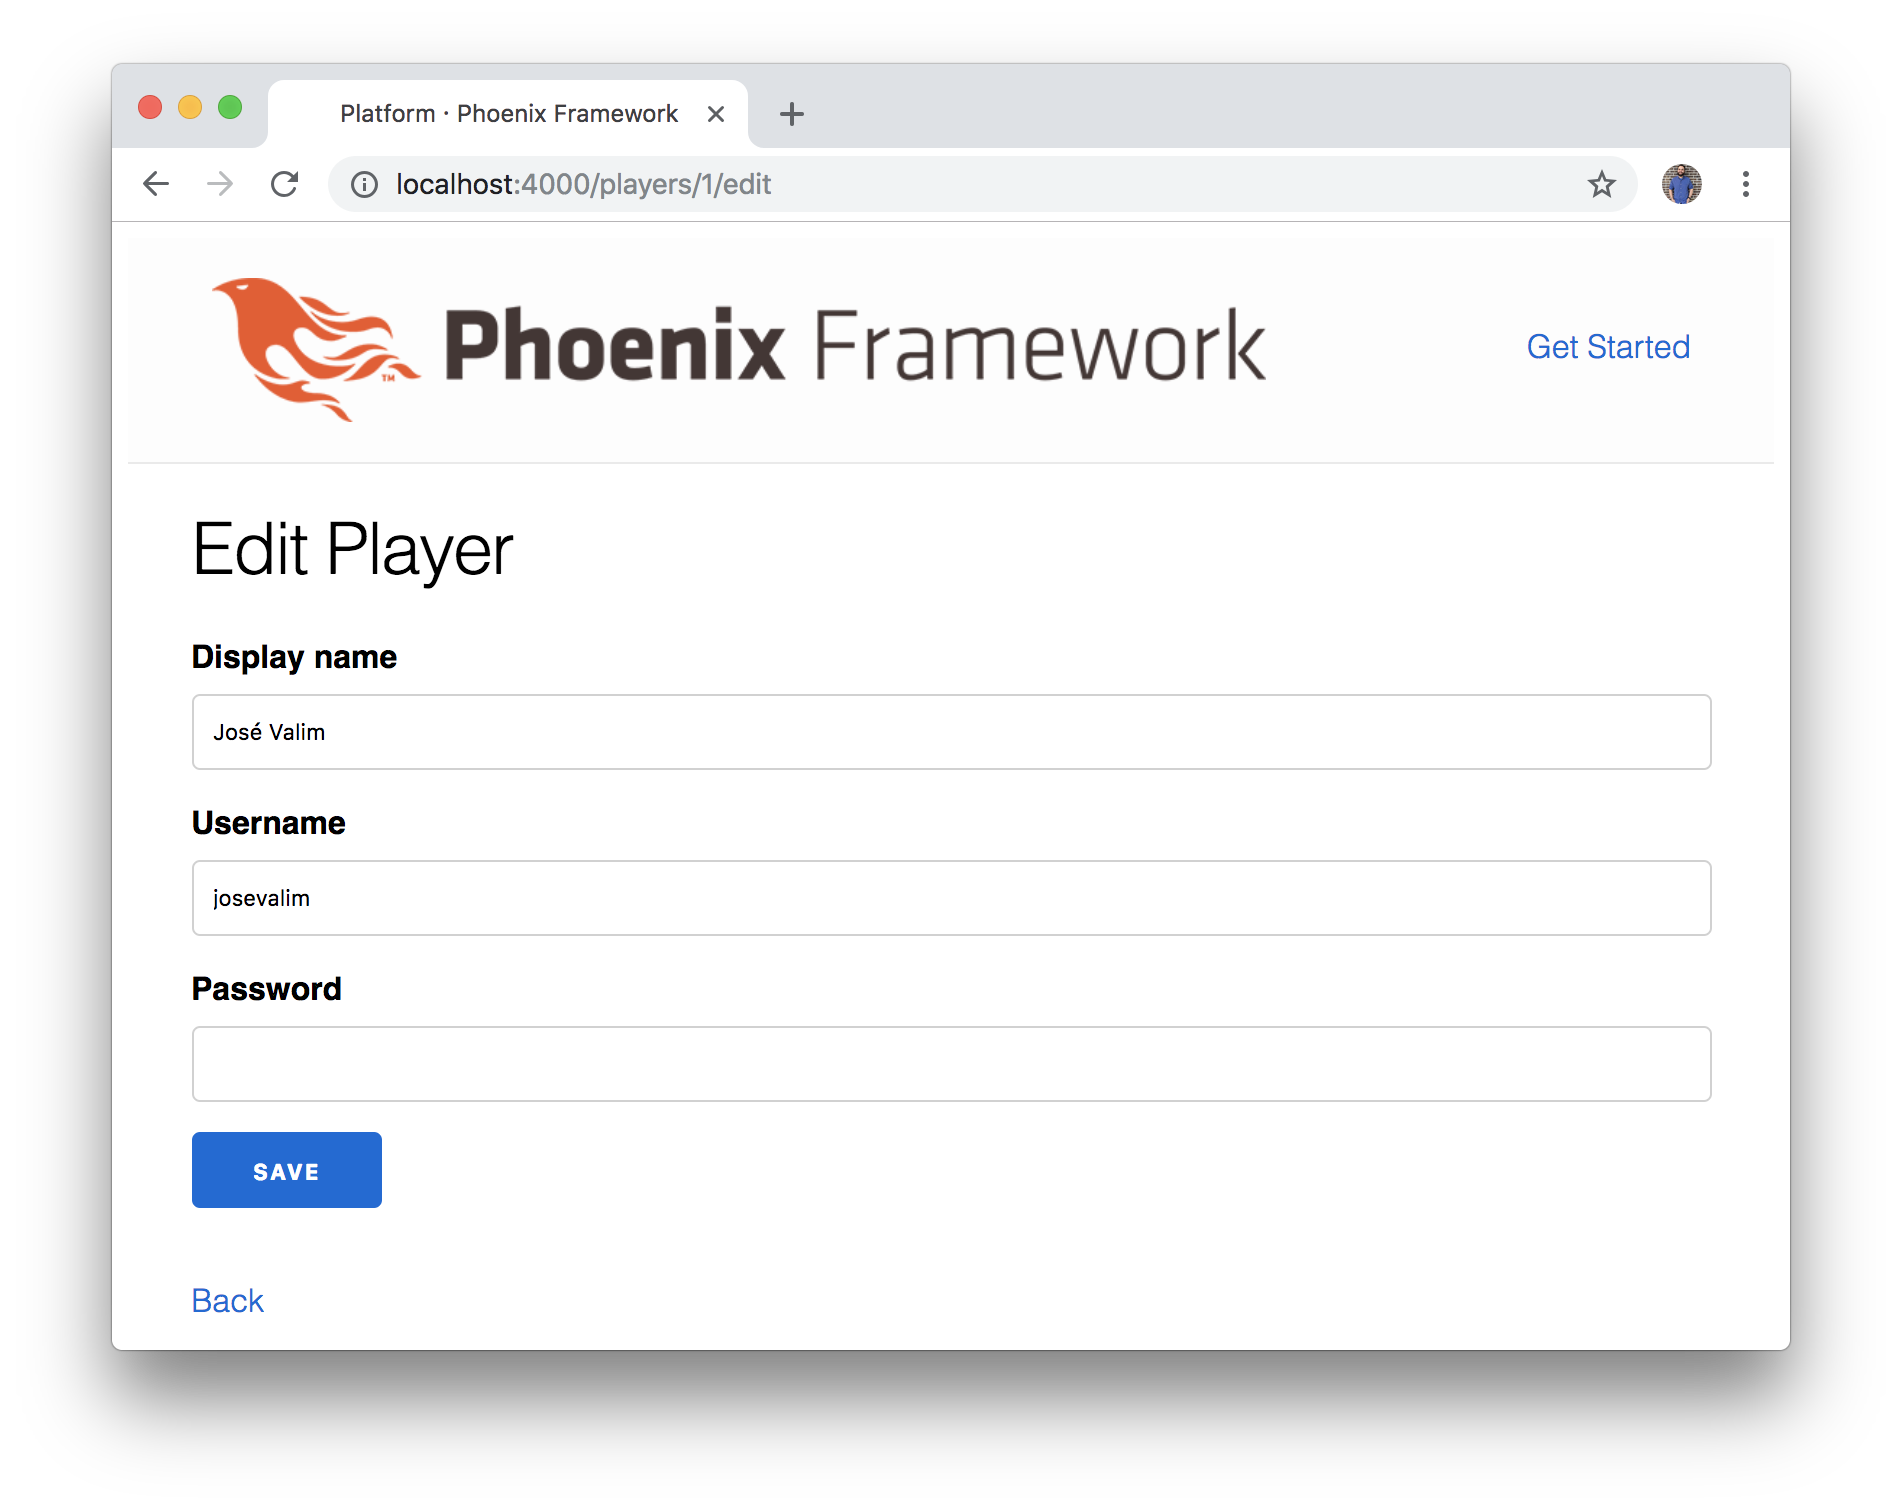 Platform · Phoenix Framework
localhost:4000/players/1/edit
Phoenix Framework
TM
Get Started
Edit Player
Display name
José Valim
Username
josevalim
Password
SAVE
Back